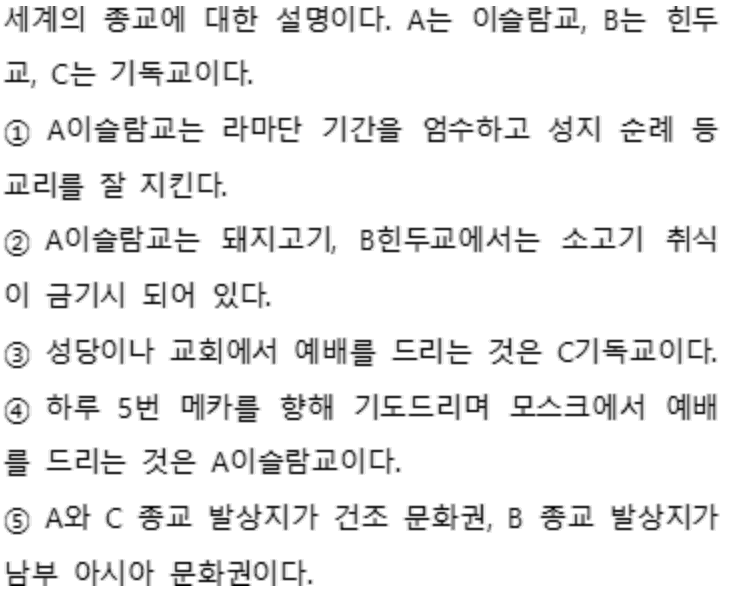 세계의 종교에 대한 설명이다. A는 이슬람교, B는 힌두
교, C는 기독교이다.
① A이슬람교는 라마단 기간을 엄수하고 성지 순례 등
교리를 잘 지킨다.
② A이슬람교는 돼지고기, B힌두교에서는 소고기 취식
이 금기시 되어 있다.
③ 성당이나 교회에서 예배를 드리는 것은 C기독교이다.
④ 하루 5번 메카를 향해 기도드리며 모스크에서 예배
를 드리는 것은 A이슬람교이다.
⑤ A와 C 종교 발상지가 건조 문화권, B 종교 발상지가
남부 아시아 문화권이다.